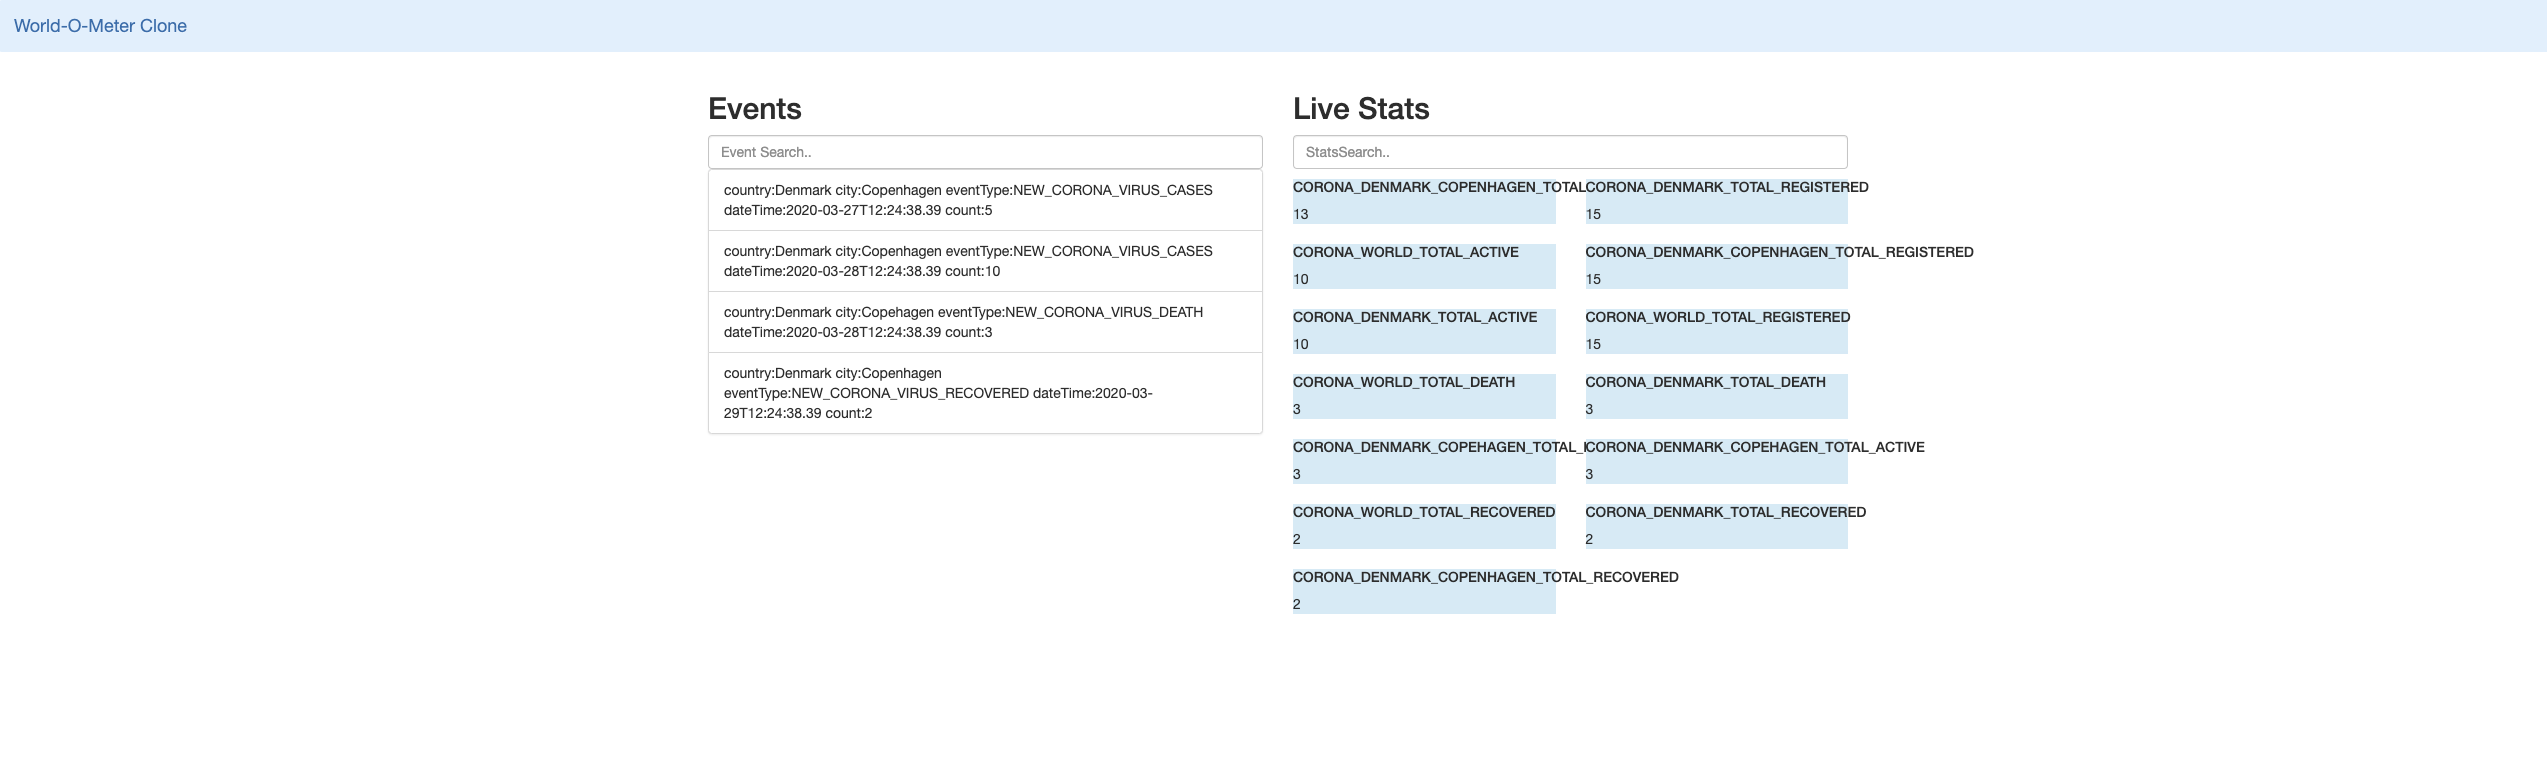 World-O-Meter Clone
Events
Event Search..
country:Denmark city:Copenhagen eventType:NEW_CORONA_VIRUS_CASES
dateTime:2020-03-27T12:24:38.39 count:5
country:Denmark city:Copenhagen eventType:NEW_CORONA_VIRUS_CASES
dateTime:2020-03-28T12:24:38.39 count:10
country:Denmark city:Copehagen eventType:NEW_CORONA_VIRUS_DEATH
dateTime:2020-03-28T12:24:38.39 count:3
country:Denmark city:Copenhagen
eventType:NEW_CORONA_VIRUS_RECOVERED dateTime:2020-03-
29T12:24:38.39 count:2
Live Stats
StatsSearch..
CORONA_DENMARK_COPENHAGEN_TOTAL
13
CORONA_DENMARK_TOTAL_REGISTERED
15
CORONA_WORLD_TOTAL_ACTIVE
10
CORONA_DENMARK_COPENHAGEN_TOTAL_REGISTERED
15
CORONA_DENMARK_TOTAL_ACTIVE
10
CORONA_WORLD_TOTAL_REGISTERED
15
CORONA_WORLD_TOTAL_DEATH
3
CORONA_DENMARK_TOTAL_DEATH
3
CORONA_DENMARK_COPEHAGEN_TOTAL_
3
CORONA_DENMARK_COPEHAGEN_TOTAL_ACTIVE
3
CORONA_WORLD_TOTAL_RECOVERED
2
CORONA_DENMARK_TOTAL_RECOVERED
2
CORONA_DENMARK_COPENHAGEN_TOTAL_RECOVERED
2